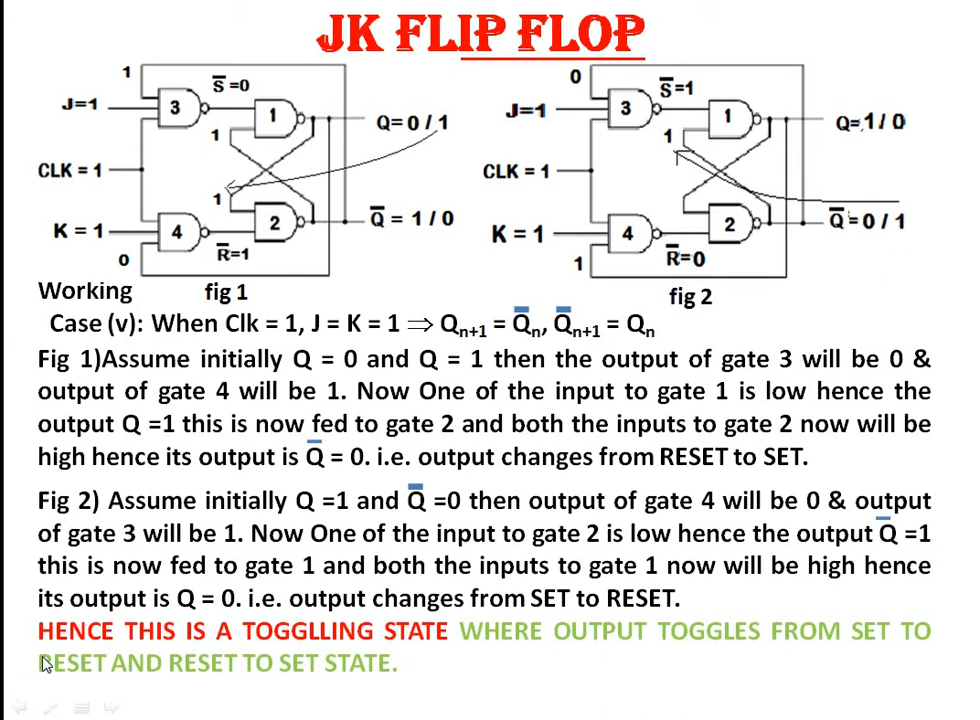 JK FLIP FLOP
1
S̅ =0
J=1
3
1
Q= 0 / 1
1
CLK = 1
1
K = 1
4
2
Q̅ = 1 / 0
0
R̅=1
fig 1
0
S̅=1
J=1
3
1
Q= 1 / 0
1
CLK = 1
K = 1
4
2
Q̅ = 0 / 1
1
R̅=0
fig 2
Working
Case (v): When Clk = 1, J = K = 1 ⇒ Qn+1 = Q̅n, Q̅n+1 = Qn
Fig 1)Assume initially Q = 0 and Q = 1 then the output of gate 3 will be 0 &
output of gate 4 will be 1. Now One of the input to gate 1 is low hence the
output Q =1 this is now fed to gate 2 and both the inputs to gate 2 now will be
high hence its output is Q̅ = 0. i.e. output changes from RESET to SET.
Fig 2) Assume initially Q =1 and Q̅ =0 then output of gate 4 will be 0 & output
of gate 3 will be 1. Now One of the input to gate 2 is low hence the output Q̅ =1
this is now fed to gate 1 and both the inputs to gate 1 now will be high hence
its output is Q = 0. i.e. output changes from SET to RESET.
HENCE THIS IS A TOGGLLING STATE WHERE OUTPUT TOGGLES FROM SET TO
RESET AND RESET TO SET STATE.